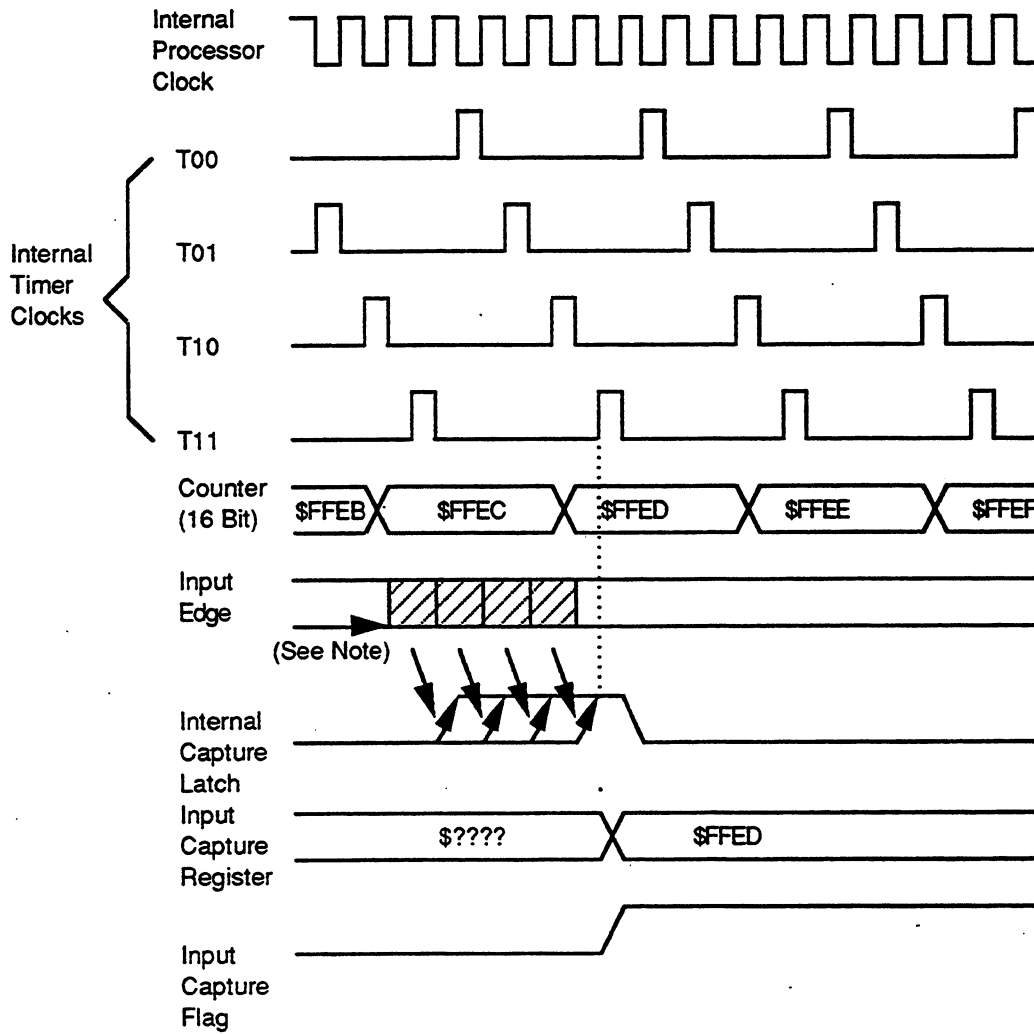 Internal
Processor
Clock
T00
T01
Internal
Timer
Clocks
T10
T11
Counter
(16 Bit)
$FFEB
$FFEC
$FFED
$FFEE
$FFEF
Input
Edge
(See Note)
Internal
Capture
Latch
Input
Capture
Register
$????
$FFED
Input
Capture
Flag